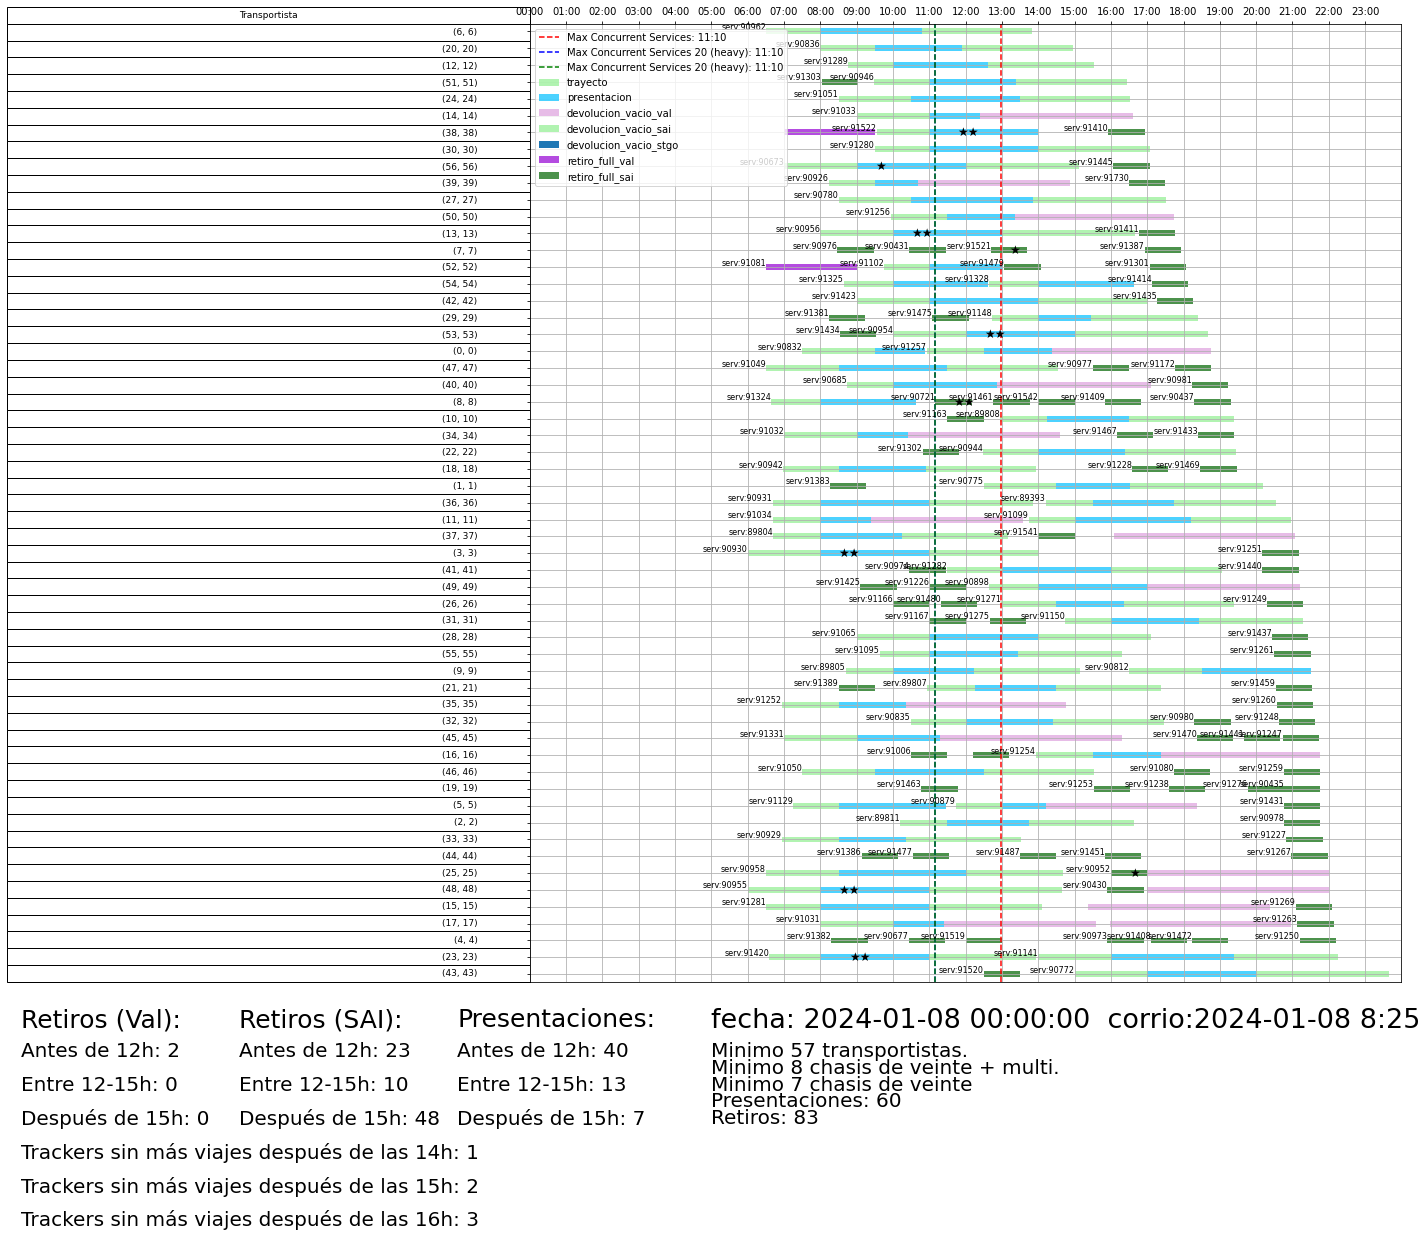 Transportista
00:00 01:00 02:00 03:00 04:00 05:00 06:00 07:00 08:00 09:00 10:00 11:00 12:00 13:00 14:00 15:00 16:00 17:00 18:00 19:00 20:00 21:00 22:00 23:00
Max Concurrent Services: 11:10
Max Concurrent Services 20 (heavy): 11:10
Max Concurrent Services 20 (heavy): 11:10
trayecto
presentacion
devolucion_vacio_val
devolucion_vacio_sai
devolucion_vacio_stgo
retiro_full_val
retiro_full_sai
(6, 6) serv:90962
(20, 20) serv:90836
(12, 12) serv:91289
(51, 51) serv:91303 serv:90946
(24, 24) serv:91051
(14, 14) serv:91033
(38, 38) serv:91522 serv:91410
(30, 30) serv:91280
(56, 56) serv:90673 serv:91445
(39, 39) serv:90926 serv:91730
(27, 27) serv:90780
(50, 50) serv:91256
(13, 13) serv:90956 serv:91411
(7, 7) serv:90976 serv:90431 serv:91521 serv:91387
(52, 52) serv:91081 serv:91102 serv:91479 serv:91301
(54, 54) serv:91325 serv:91328 serv:91414
(42, 42) serv:91423 serv:91435
(29, 29) serv:91381 serv:91475 serv:91148
(53, 53) serv:91434 serv:90954
(0, 0) serv:90832 serv:91257
(47, 47) serv:91049 serv:90977 serv:91172
(40, 40) serv:90685 serv:90981
(8, 8) serv:91324 serv:90721 serv:91461 serv:91542 serv:91409 serv:90437
(10, 10) serv:91163 serv:89808
(34, 34) serv:91032 serv:91467 serv:91433
(22, 22) serv:91302 serv:90944
(18, 18) serv:90942 serv:91228 serv:91469
(1, 1) serv:91383 serv:90775
(36, 36) serv:90931 serv:89393
(11, 11) serv:91034 serv:91099
(37, 37) serv:89804 serv:91541
(3, 3) serv:90930 serv:91251
(41, 41) serv:90974 serv:91282 serv:91440
(49, 49) serv:91425 serv:91226 serv:90898
(26, 26) serv:91166 serv:91480 serv:91271 serv:91249
(31, 31) serv:91167 serv:91275 serv:91150
(28, 28) serv:91065 serv:91437
(55, 55) serv:91095 serv:91261
(9, 9) serv:89805 serv:90812
(21, 21) serv:91389 serv:89807 serv:91459
(35, 35) serv:91252 serv:91260
(32, 32) serv:90835 serv:90980 serv:91248
(45, 45) serv:91331 serv:91470 serv:91247
(16, 16) serv:91006 serv:91254
(46, 46) serv:91050 serv:91080 serv:91259
(19, 19) serv:91463 serv:91253 serv:91238 serv:90435
(5, 5) serv:91129 serv:90879 serv:91431
(2, 2) serv:89811 serv:90978
(33, 33) serv:90929 serv:91227
(44, 44) serv:91386 serv:91477 serv:91487 serv:91451 serv:91267
(25, 25) serv:90958 serv:90952
(48, 48) serv:90955 serv:90430
(15, 15) serv:91281 serv:91269
(17, 17) serv:91031 serv:91263
(4, 4) serv:91382 serv:90677 serv:91519 serv:90973 serv:91408 serv:91472 serv:91250
(23, 23) serv:91420 serv:91141
(43, 43) serv:91520 serv:90772
Retiros (Val): Retiros (SAI): Presentaciones: fecha: 2024-01-08 00:00:00 corrio:2024-01-08 8:25
Antes de 12h: 2 Antes de 12h: 23 Antes de 12h: 40 Minimo 57 transportistas.
Minimo 8 chasis de veinte + multi.
Entre 12-15h: 0 Entre 12-15h: 10 Entre 12-15h: 13 Minimo 7 chasis de veinte
Presentaciones: 60
Después de 15h: 0 Después de 15h: 48 Después de 15h: 7 Retiros: 83
Trackers sin más viajes después de las 14h: 1
Trackers sin más viajes después de las 15h: 2
Trackers sin más viajes después de las 16h: 3